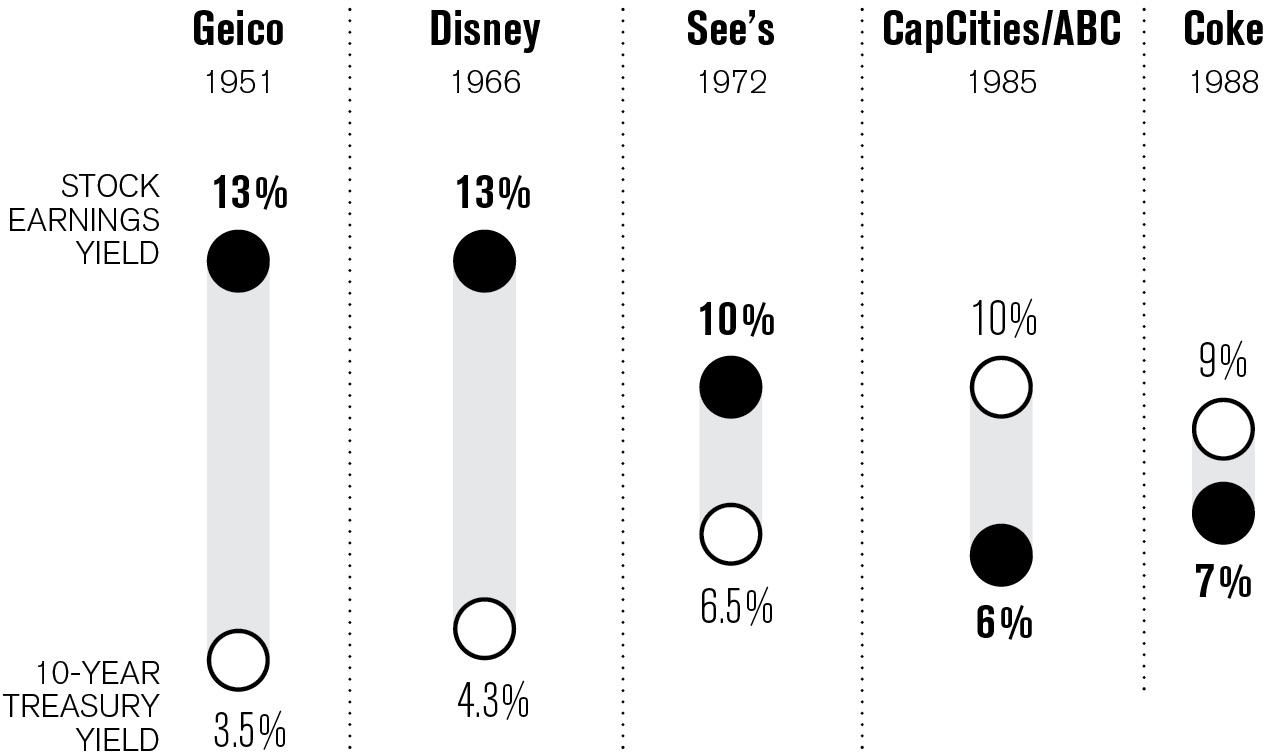 Geico
1951
Disney
1966
See’s
1972
CapCities/ABC
1985
Coke
1988
STOCK
EARNINGS
YIELD
13%
13%
10%
10%
9%
6.5%
6%
7%
10-YEAR
TREASURY
YIELD
3.5%
4.3%